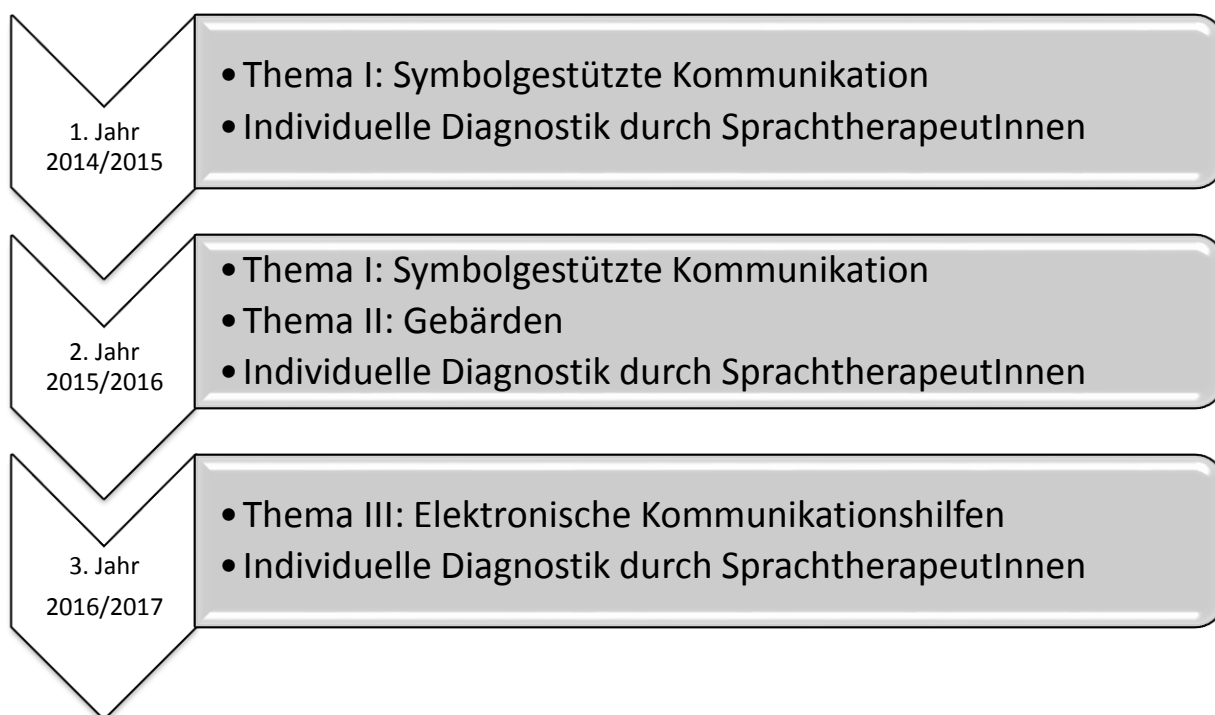 1. Jahr
2014/2015
• Thema I: Symbolgestützte Kommunikation
• Individuelle Diagnostik durch SprachtherapeutInnen
2. Jahr
2015/2016
• Thema I: Symbolgestützte Kommunikation
• Thema II: Gebärden
• Individuelle Diagnostik durch SprachtherapeutInnen
3. Jahr
2016/2017
• Thema III: Elektronische Kommunikationshilfen
• Individuelle Diagnostik durch SprachtherapeutInnen